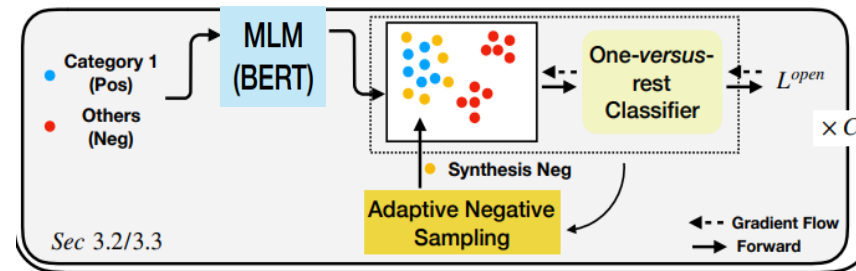 Category 1
(Pos)
Others
(Neg)
MLM
(BERT)
One-versus-
rest
Classifier
L^open
× C
Synthesis Neg
Adaptive Negative
Sampling
Sec 3.2/3.3
Gradient Flow
Forward